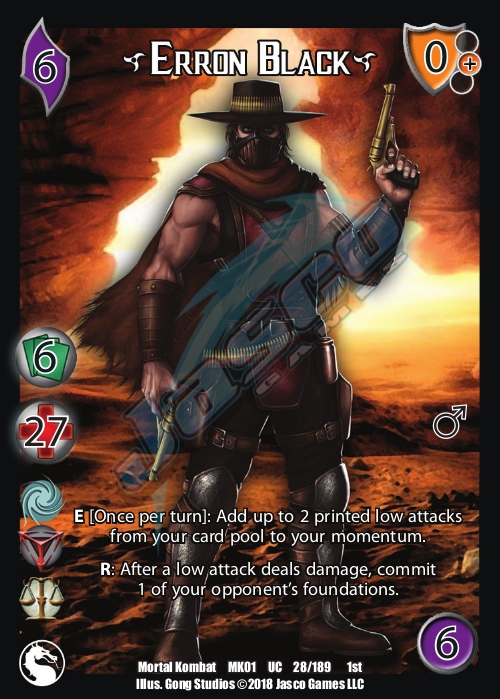 6
Erron Black
0
+
6
27
E [Once per turn]: Add up to 2 printed low attacks
from your card pool to your momentum.
R: After a low attack deals damage, commit
1 of your opponent's foundations.
6
Mortal Kombat MK01 UC 28/189 1st
Illus. Gong Studios ©2018 Jasco Games LLC
Jasco
Games